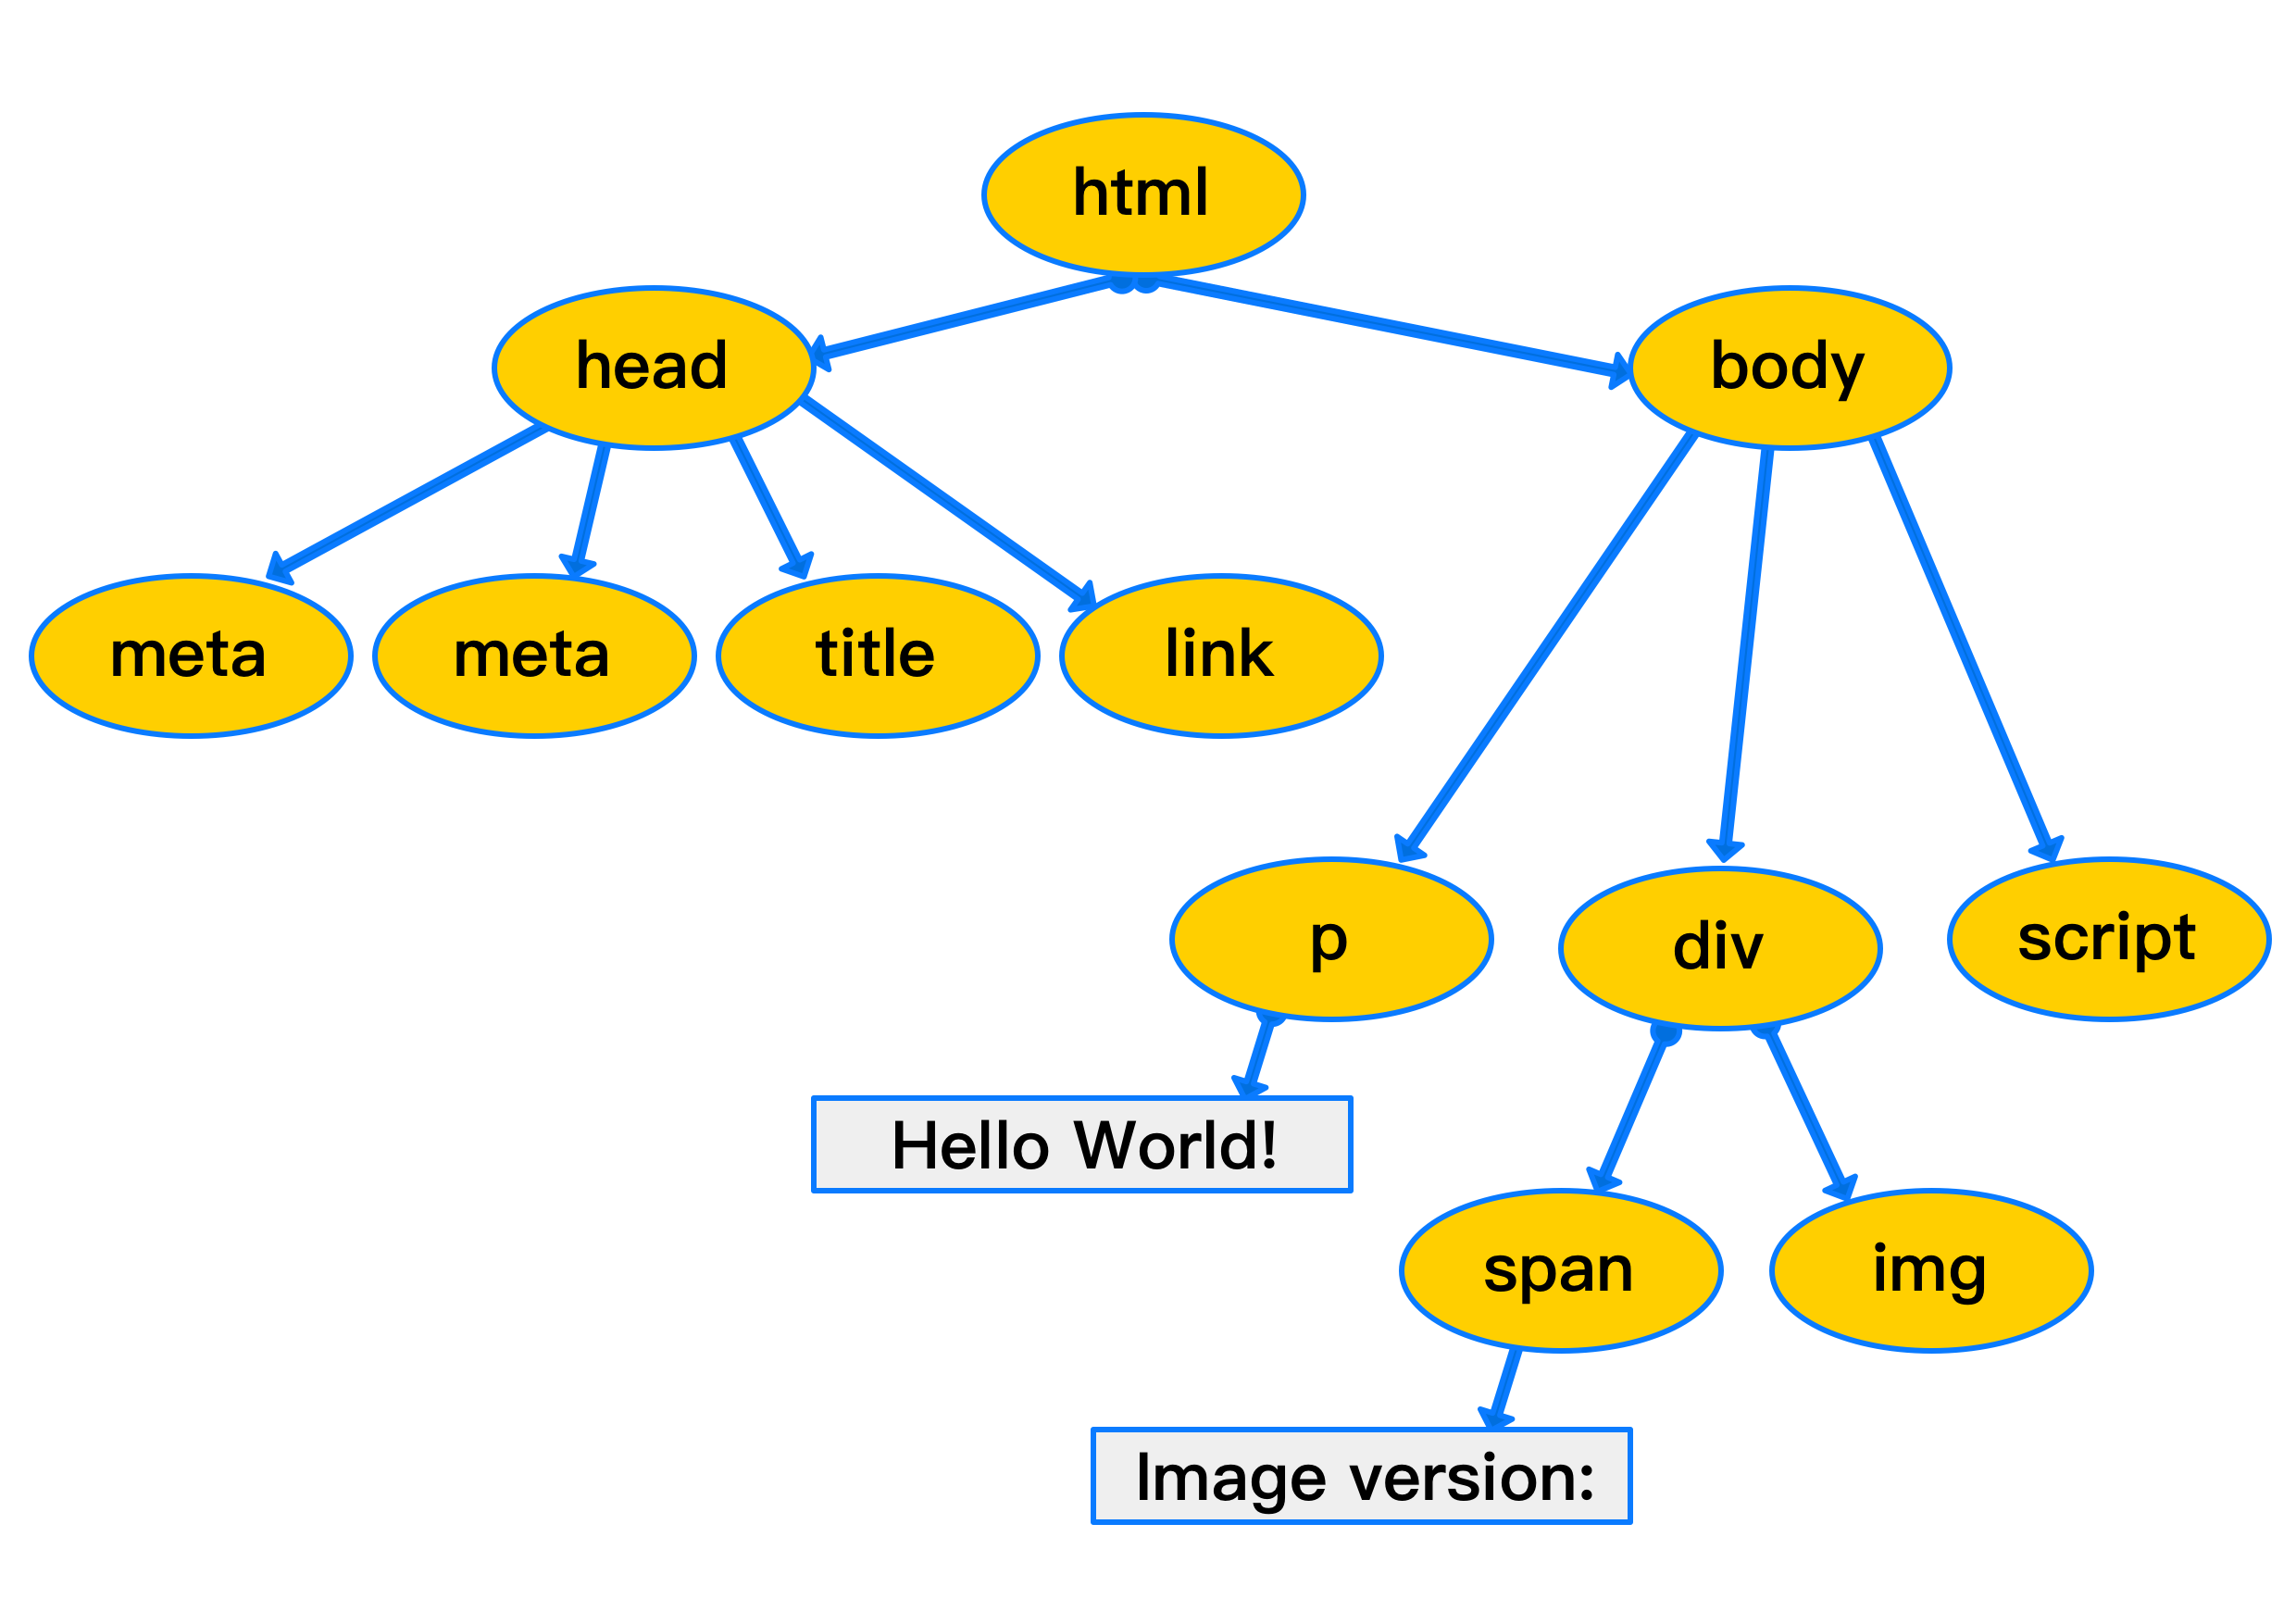 html
head
body
meta
meta
title
link
p
div
script
Hello World!
span
img
Image version: